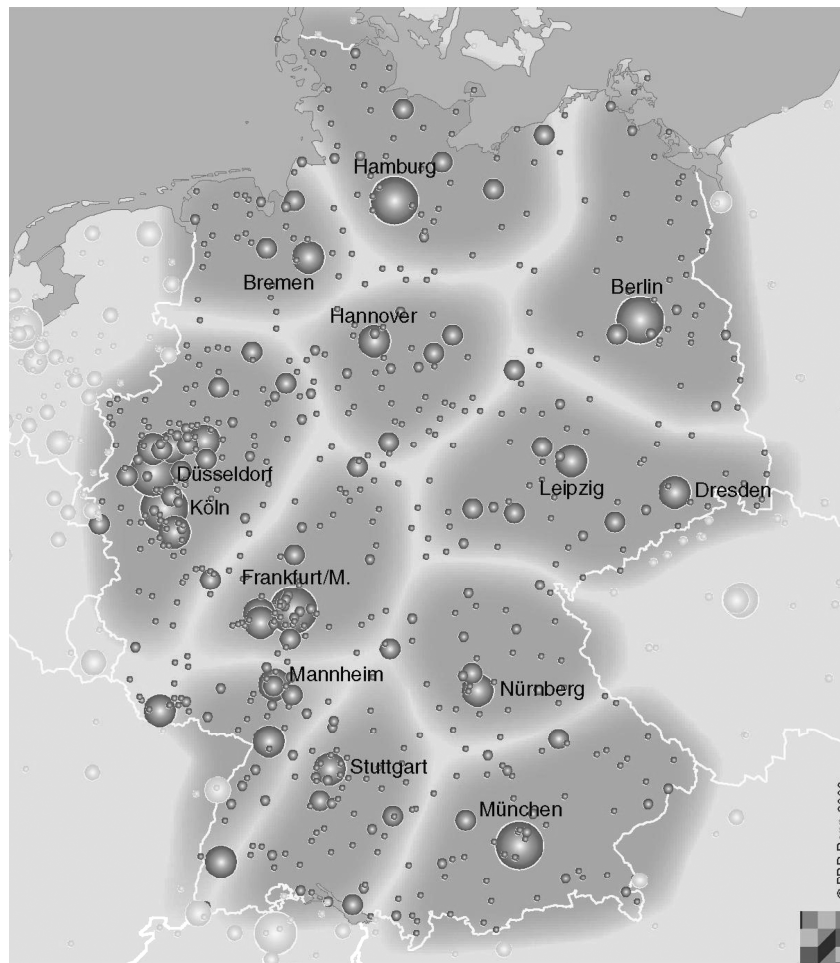 Hamburg
Bremen
Berlin
Hannover
Düsseldorf
Leipzig
Dresden
Köln
Frankfurt/M.
Mannheim
Nürnberg
Stuttgart
München